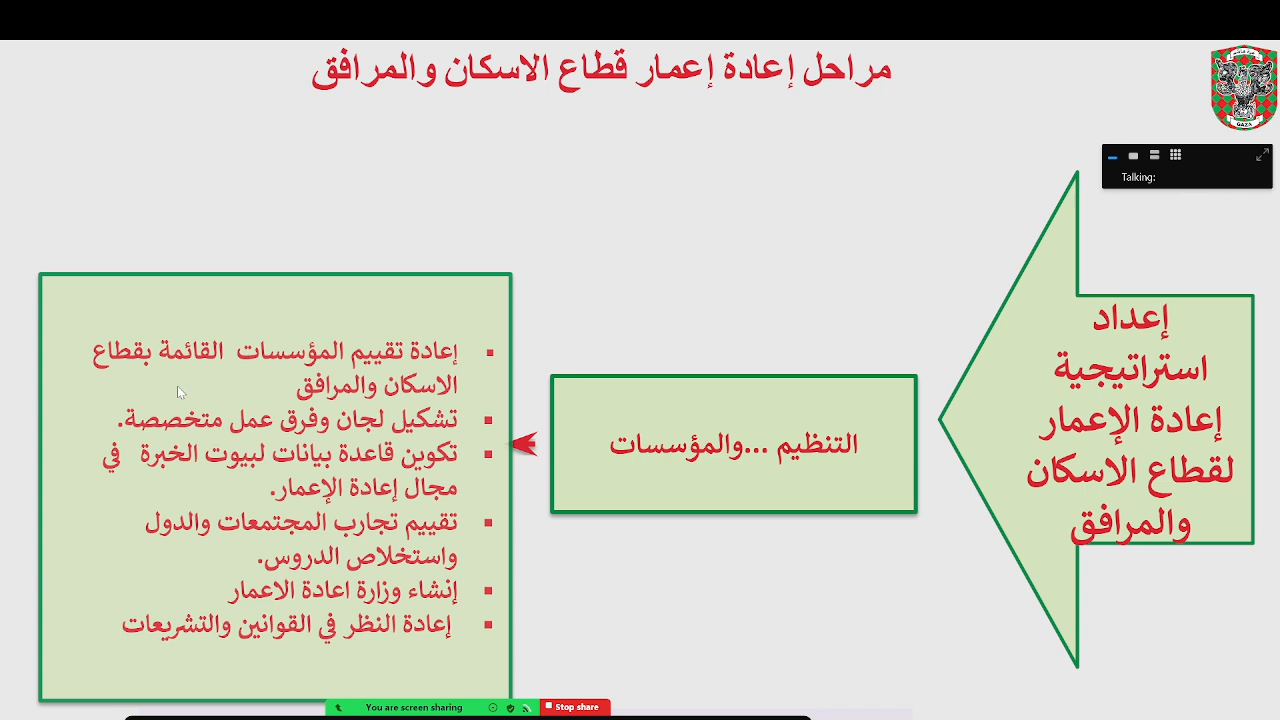 مراحل إعادة إعمار قطاع الاسكان والمرافق
GAZA
Talking:
إعداد
استراتيجية
إعادة الإعمار
لقطاع الاسكان
والمرافق
التنظيم ...والمؤسسات
▪ إعادة تقييم المؤسسات القائمة بقطاع
الاسكان والمرافق
▪ تشكيل لجان وفرق عمل متخصصة.
▪ تكوين قاعدة بيانات لبيوت الخبرة في
مجال إعادة الإعمار.
▪ تقييم تجارب المجتمعات والدول
واستخلاص الدروس.
▪ إنشاء وزارة اعادة الاعمار
▪ إعادة النظر في القوانين والتشريعات
You are screen sharing
Stop share